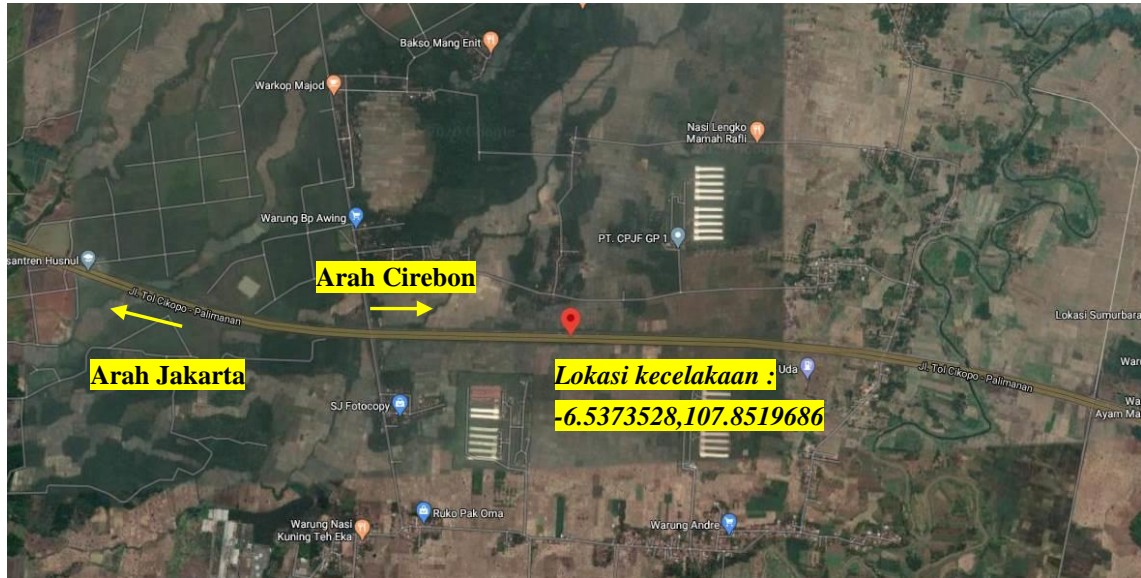 Bakso Mang Enit
Warkop Majod
Nasi Lengko
Mamah Rafli
Warung Bp Awing
PT. CPJF GP 1
santren Husnul
Arah Cirebon
Jl. Tol Cikopo - Palimanan
Lokasi Sumurbara
Arah Jakarta
Lokasi kecelakaan :
-6.5373528,107.8519686
Uda
Jl. Tol Cikopo - Palimanan
Waru
Wa
Ayam Ma
SJ Fotocopy
Ruko Pak Oma
Warung Nasi
Kuning Teh Eka
Warung Andre